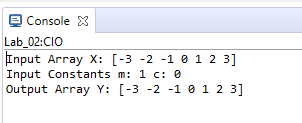 Console
Lab_02:CIO
Input Array X: [-3 -2 -1 0 1 2 3]
Input Constants m: 1 c: 0
Output Array Y: [-3 -2 -1 0 1 2 3]